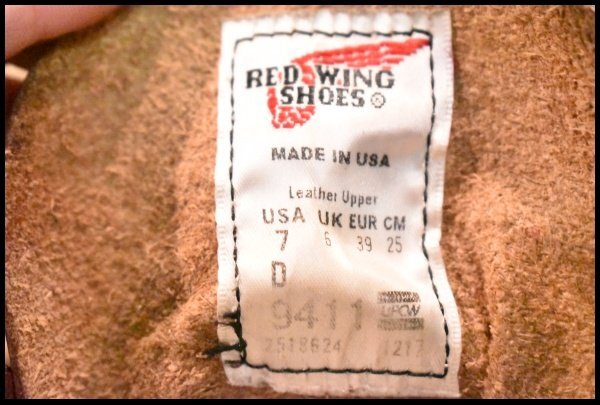 RED WING
SHOES®
MADE IN USA
Leather Upper
USA UK EUR CM
7 6 39 25
D
9411 UFCW
2518624 1217